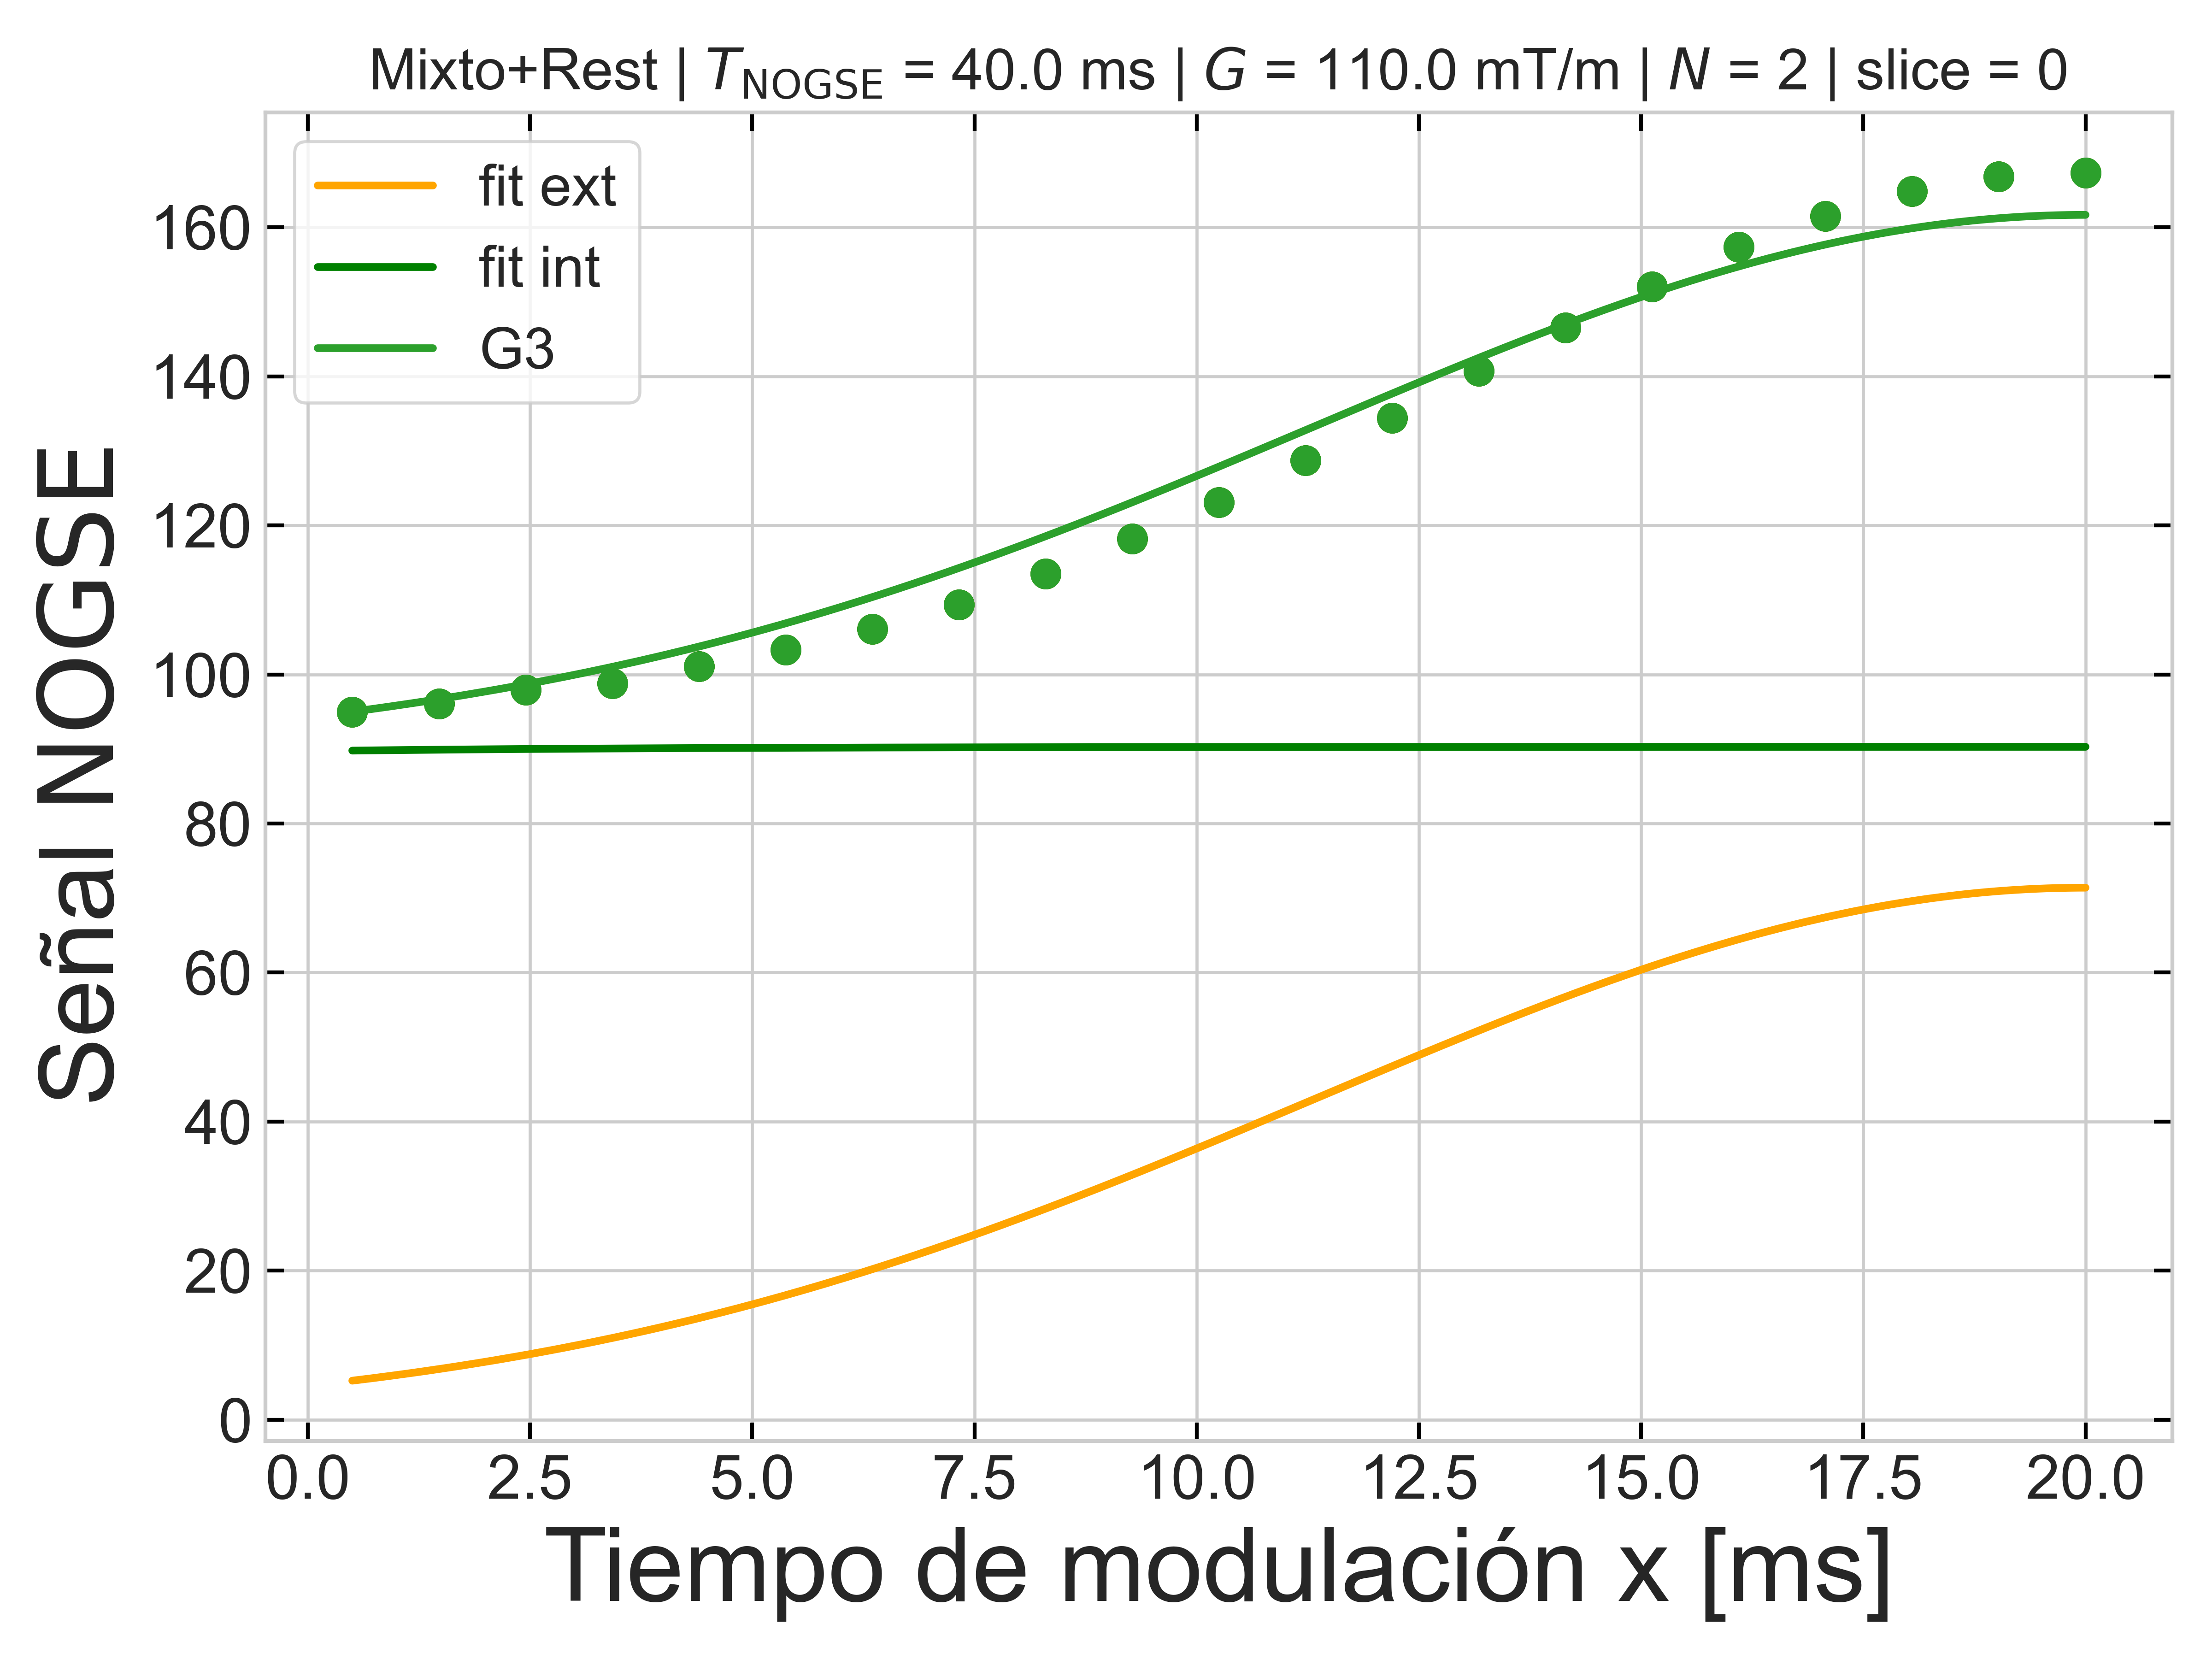 Mixto+Rest | T_NOGSE = 40.0 ms | G = 110.0 mT/m | N = 2 | slice = 0
fit ext
fit int
G3
Señal NOGSE
160
140
120
100
80
60
40
20
0
0.0 2.5 5.0 7.5 10.0 12.5 15.0 17.5 20.0
Tiempo de modulación x [ms]